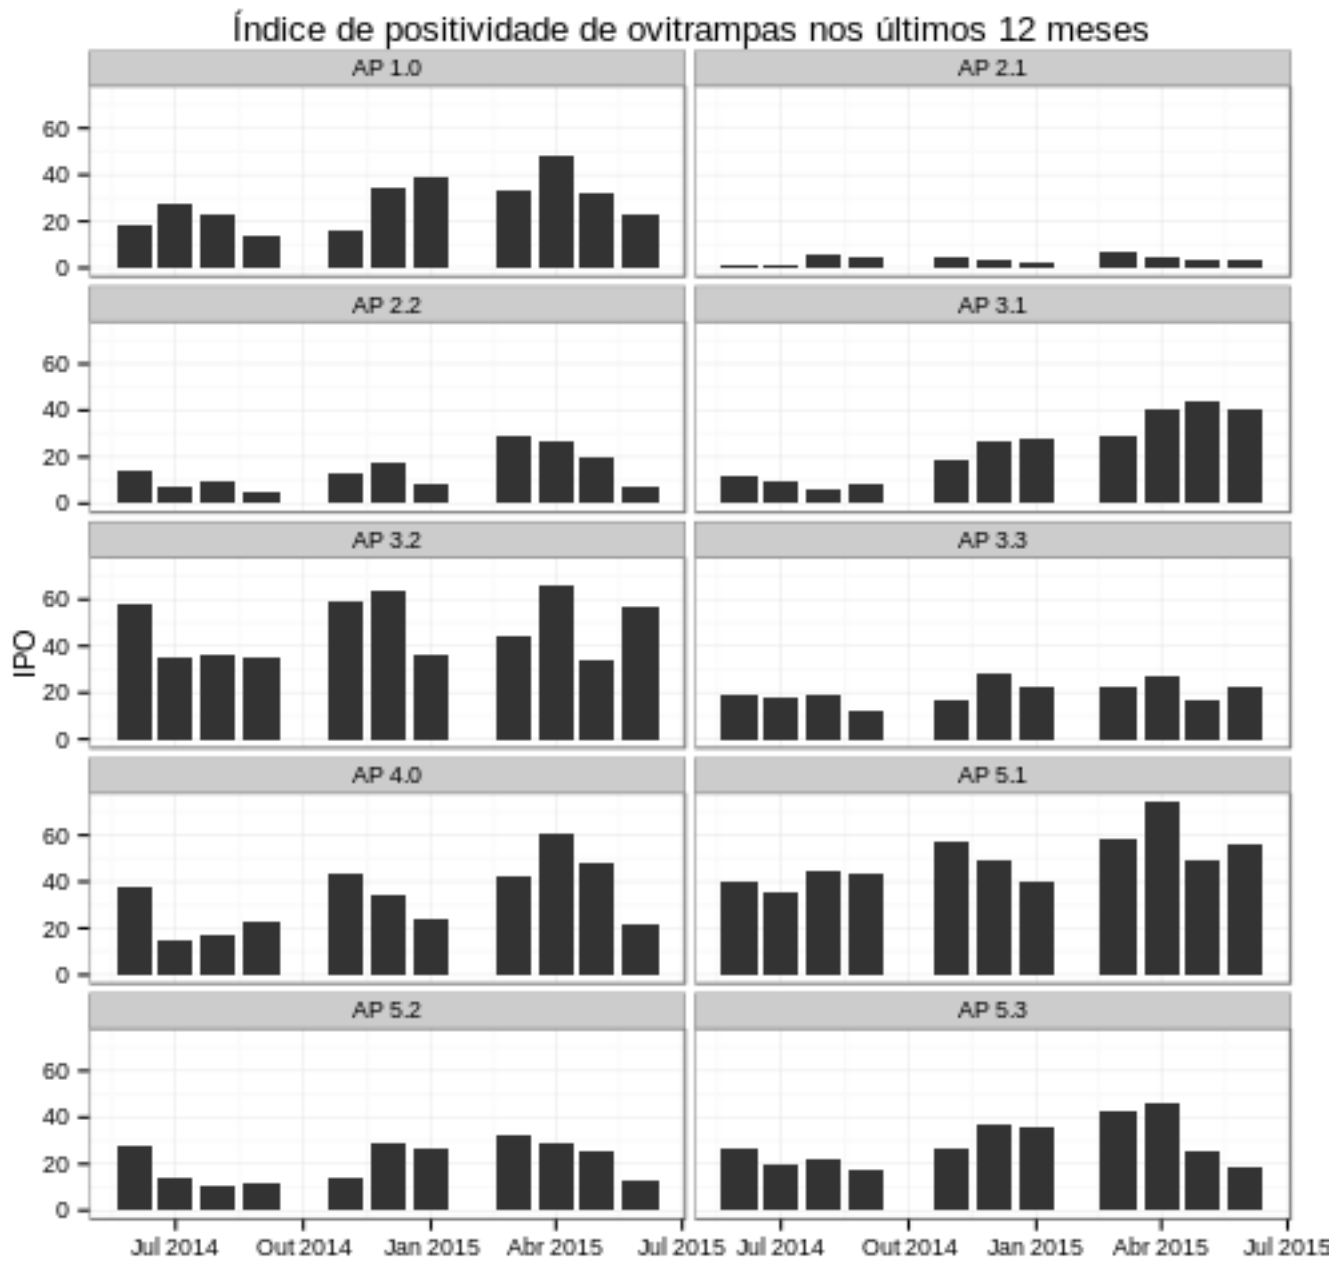 Índice de positividade de ovitrampas nos últimos 12 meses
AP 1.0
AP 2.1
60
40
20
0
AP 2.2
AP 3.1
60
40
20
0
AP 3.2
AP 3.3
60
40
20
0
IPO
AP 4.0
AP 5.1
60
40
20
0
AP 5.2
AP 5.3
60
40
20
0
Jul 2014 Out 2014 Jan 2015 Abr 2015 Jul 2015
Jul 2014 Out 2014 Jan 2015 Abr 2015 Jul 2015